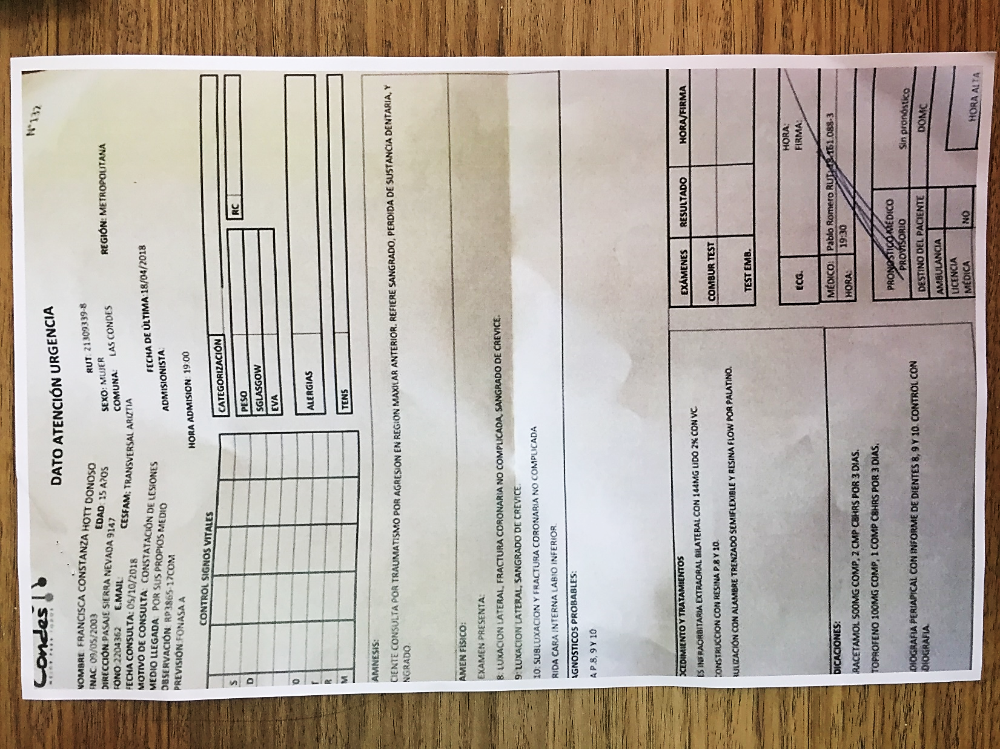 N°132
Condes
DATO ATENCIÓN URGENCIA
NOMBRE FRANCISCA CONSTANZA HOTT DONOSO RUT: 21309339-8
FNAC: 09/05/2003 EDAD: 15 A?OS SEXO: MUJER REGIÓN: METROPOLITANA
DIRECCIÓN: PASAJE SIERRA NEVADA 9147 COMUNA: LAS CONDES
FONO 2204362 E.MAIL: CESFAM: TRANSVERSAL ARIZTIA
FECHA CONSULTA: 05/10/2018 FECHA DE ÚLTIMA: 18/04/2018
MOTIVO DE CONSULTA: CONSTATACIÓN DE LESIONES ADMISIONISTA:
MEDIO LLEGADA: POR SUS PROPIOS MEDIO
OBSERVACIÓN: RP 3865-17COM
PREVISIÓN: FONASA A HORA ADMISION: 19:00
CONTROL SIGNOS VITALES
S
D
O
T
R
M
CATEGORIZACIÓN
PESO RC
SGLASGOW
EVA
ALERGIAS
TENS
AMNESIS:
CIENTE CONSULTA POR TRAUMATISMO POR AGRESION EN REGION MAXILAR ANTERIOR. REFIERE SANGRADO, PERDIDA DE SUSTANCIA DENTARIA, Y
NGRADO.
AMEN FISICO:
EXAMEN PRESENTA:
8: LUXACION LATERAL, FRACTURA CORONARIA NO COMPLICADA, SANGRADO DE CREVICE.
9: LUXACION LATERAL, SANGRADO DE CREVICE.
10: SUBLUXACION Y FRACTURA CORONARIA NO COMPLICADA
RIDA CARA INTERNA LABIO INFERIOR.
AGNOSTICOS PROBABLES:
A P.8, 9 Y 10
OCEDIMIENTO Y TRATAMIENTOS
ES INFRAORBITARIA EXTRAORAL BILATERAL CON 144MG LIDO 2% CON VC.
CONSTRUCCION CON RESINA P.8 Y 10.
RULIZACIÓN CON ALAMBRE TRENZADO SEMIFLEXIBLE Y RESINA FLOW POR PALATINO.
EXÁMENES RESULTADO HORA/FIRMA
COMBUR TEST
TEST EMB.
ECG. HORA:
FIRMA:
MÉDICO: Pablo Romero RUT: 18.161.088-3
HORA: 19:30
DICACIONES:
RACETAMOL 500MG COMP, 2 CMP C8HRS POR 3 DIAS.
TOPROFENO 100MG COMP, 1 COMP C8HRS POR 3 DIAS.
DIOGRAFIA PERIAPICAL CON INFORME DE DIENTES 8, 9 Y 10. CONTROL CON
DIOGRAFIA.
PRONOSTICO MÉDICO PROVISORIO Sin pronóstico
DESTINO DEL PACIENTE DOMC
AMBULANCIA
LICENCIA MÉDICA NO
HORA ALTA